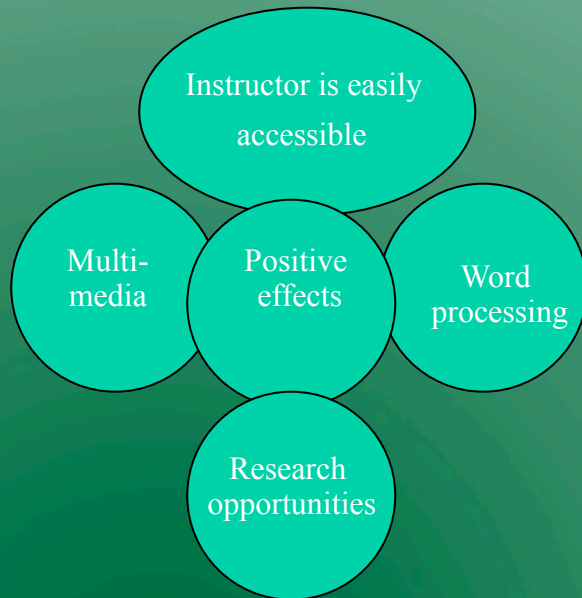 Instructor is easily
accessible
Multi-
media
Positive
effects
Word
processing
Research
opportunities